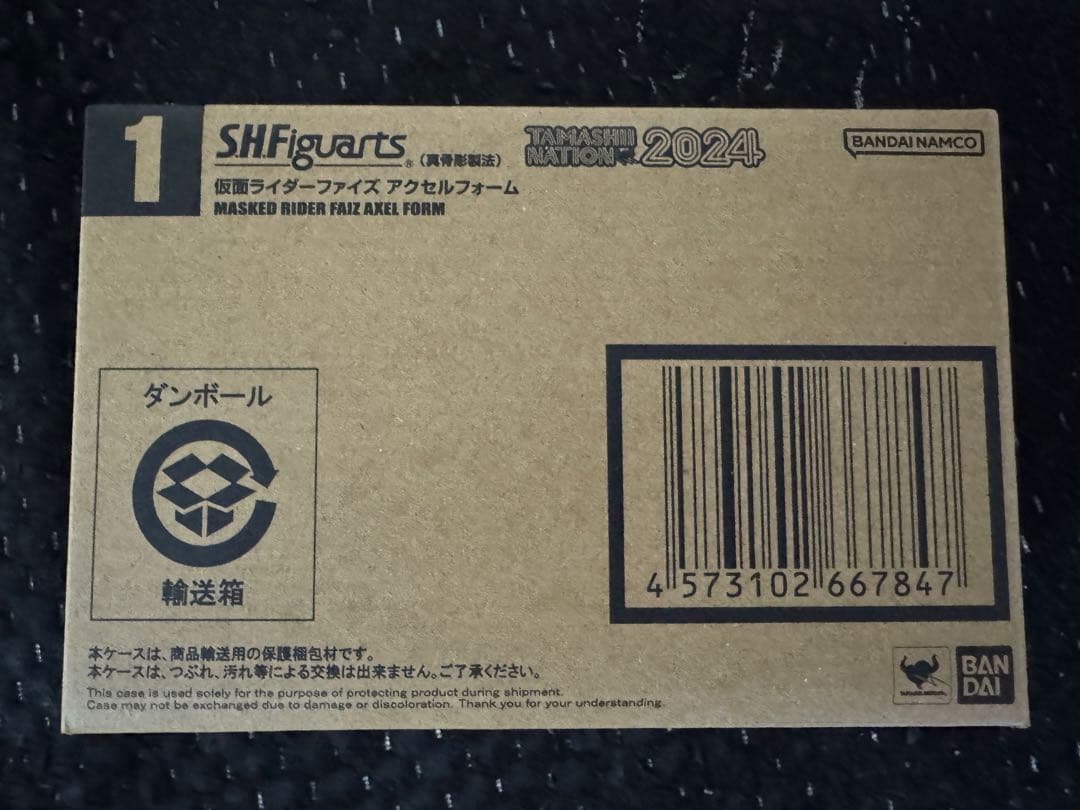 1
S.H.Figuarts®(真骨彫製法)
仮面ライダーファイズ アクセルフォーム
MASKED RIDER FAIZ AXEL FORM
TAMASHII
NATION 2024
BANDAI NAMCO
ダンボール
輸送箱
4 573102 667847
本ケースは、商品輸送用の保護梱包材です。
本ケースは、つぶれ、汚れ等による交換は出来ません。ご了承ください。
This case is used solely for the purpose of protecting product during shipment.
Case may not be exchanged due to damage or discoloration. Thank you for your understanding.
BAN
DAI